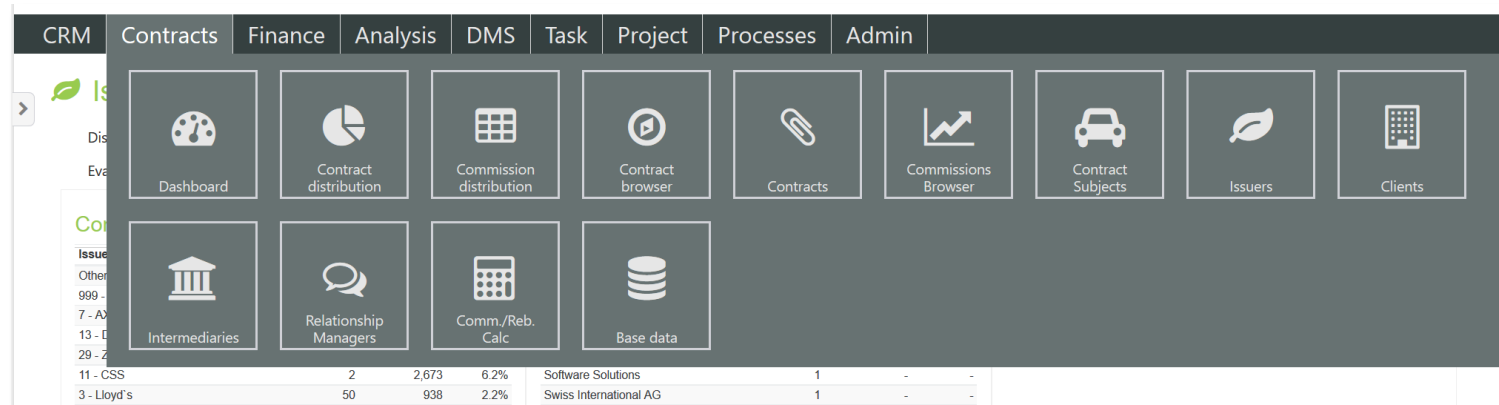 CRM Contracts Finance Analysis DMS Task Project Processes Admin
Is
Dis
Eva
Dashboard
Contract
distribution
Commission
distribution
Contract
browser
Contracts
Commissions
Browser
Contract
Subjects
Issuers
Clients
Intermediaries
Relationship
Managers
Comm./Reb.
Calc
Base data
Issue
Other
999 -
7 - AX
13 -
29 - Z
11 - CSS 2 2,673 6.2% Software Solutions 1 - -
3 - Lloyd`s 50 938 2.2% Swiss International AG 1 - -